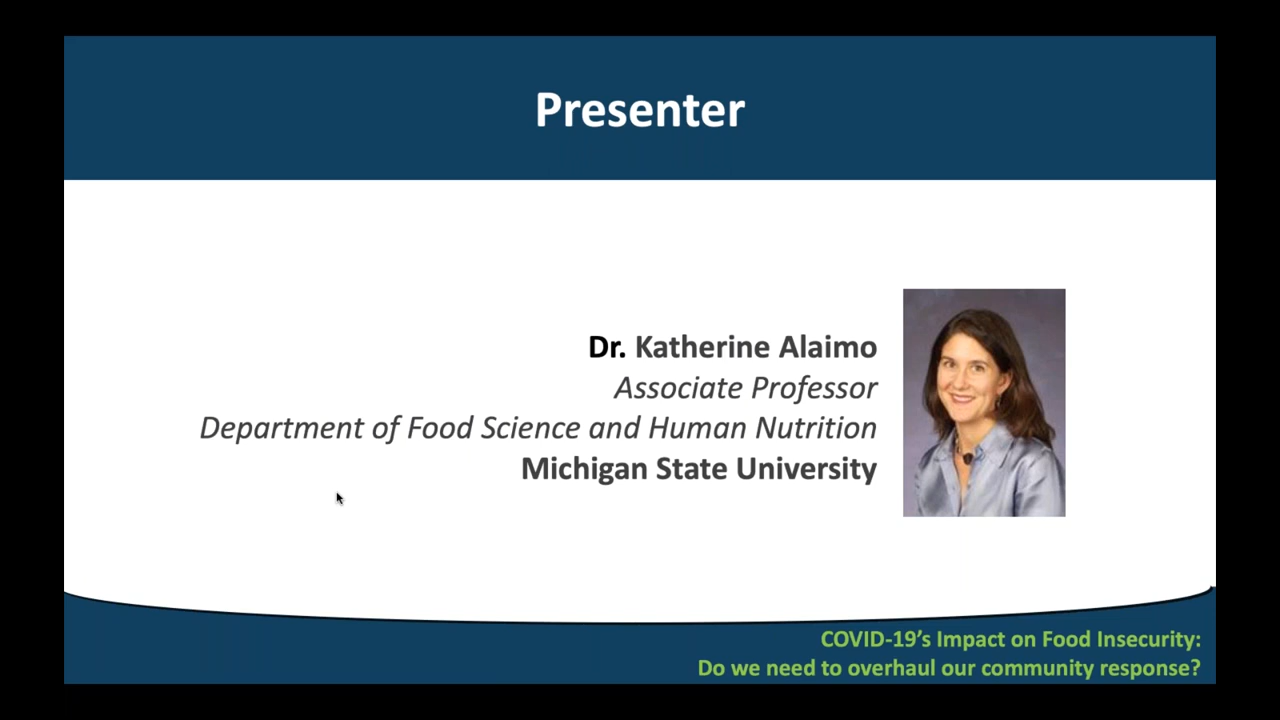 Presenter
Dr. Katherine Alaimo
Associate Professor
Department of Food Science and Human Nutrition
Michigan State University
COVID-19’s Impact on Food Insecurity:
Do we need to overhaul our community response?